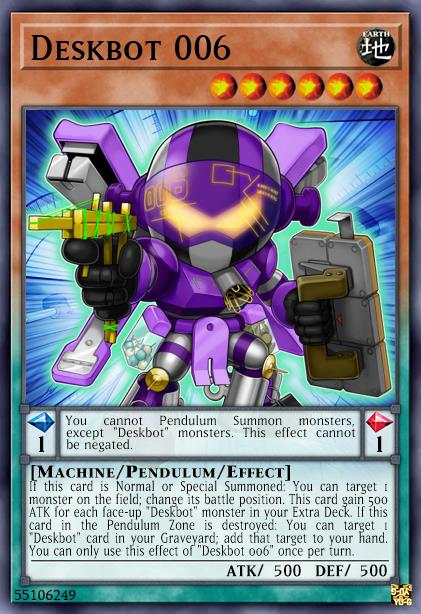 Deskbot 006
EARTH
地
006
You cannot Pendulum Summon monsters,
except "Deskbot" monsters. This effect cannot
be negated.
1
1
[Machine/Pendulum/Effect]
If this card is Normal or Special Summoned: You can target 1
monster on the field; change its battle position. This card gain 500
ATK for each face-up "Deskbot" monster in your Extra Deck. If this
card in the Pendulum Zone is destroyed: You can target 1
"Deskbot" card in your Graveyard; add that target to your hand.
You can only use this effect of "Deskbot 006" once per turn.
ATK/ 500 DEF/ 500
55106249